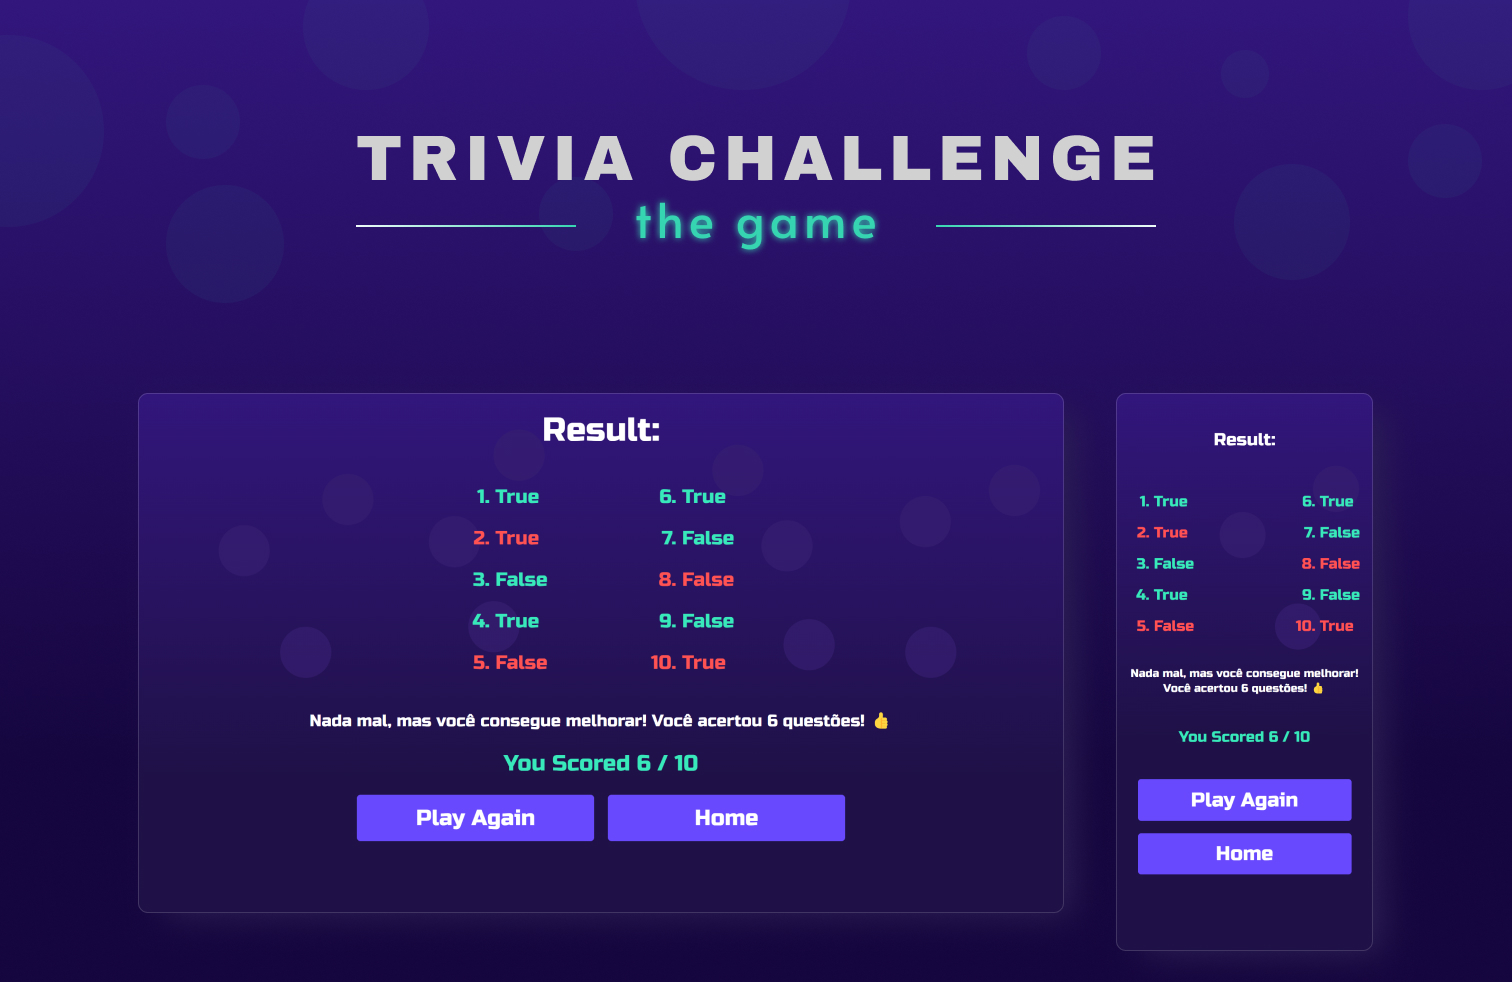 TRIVIA CHALLENGE
the game
Result:
1. True
2. True
3. False
4. True
5. False
6. True
7. False
8. False
9. False
10. True
Nada mal, mas você consegue melhorar! Você acertou 6 questões! 👍
You Scored 6 / 10
Play Again
Home
Result:
1. True
2. True
3. False
4. True
5. False
6. True
7. False
8. False
9. False
10. True
Nada mal, mas você consegue melhorar!
Você acertou 6 questões! 👍
You Scored 6 / 10
Play Again
Home